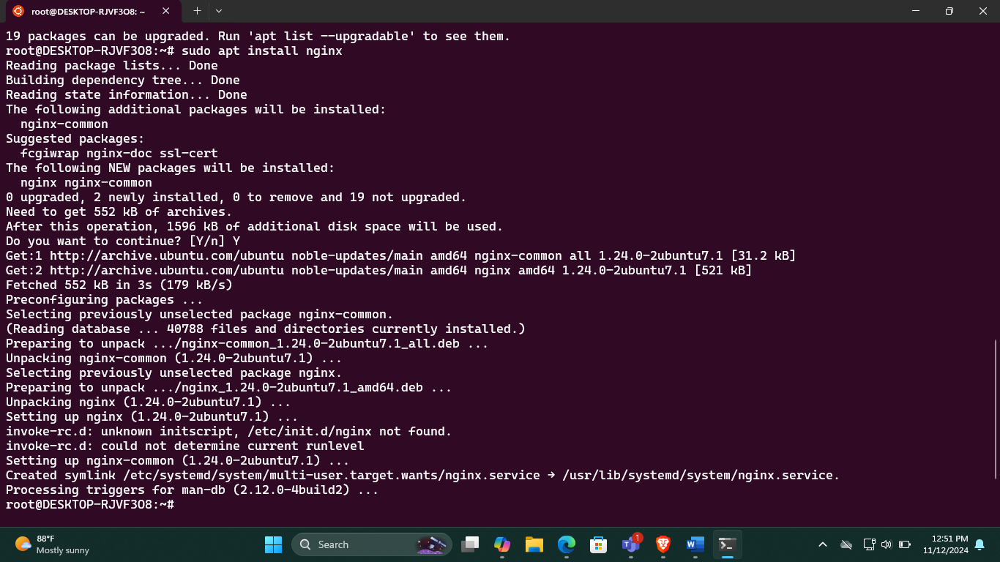 root@DESKTOP-RJVF3O8: ~
19 packages can be upgraded. Run 'apt list --upgradable' to see them.
root@DESKTOP-RJVF3O8:~# sudo apt install nginx
Reading package lists... Done
Building dependency tree... Done
Reading state information... Done
The following additional packages will be installed:
  nginx-common
Suggested packages:
  fcgiwrap nginx-doc ssl-cert
The following NEW packages will be installed:
  nginx nginx-common
0 upgraded, 2 newly installed, 0 to remove and 19 not upgraded.
Need to get 552 kB of archives.
After this operation, 1596 kB of additional disk space will be used.
Do you want to continue? [Y/n] Y
Get:1 http://archive.ubuntu.com/ubuntu noble-updates/main amd64 nginx-common all 1.24.0-2ubuntu7.1 [31.2 kB]
Get:2 http://archive.ubuntu.com/ubuntu noble-updates/main amd64 nginx amd64 1.24.0-2ubuntu7.1 [521 kB]
Fetched 552 kB in 3s (179 kB/s)
Preconfiguring packages ...
Selecting previously unselected package nginx-common.
(Reading database ... 40788 files and directories currently installed.)
Preparing to unpack .../nginx-common_1.24.0-2ubuntu7.1_all.deb ...
Unpacking nginx-common (1.24.0-2ubuntu7.1) ...
Selecting previously unselected package nginx.
Preparing to unpack .../nginx_1.24.0-2ubuntu7.1_amd64.deb ...
Unpacking nginx (1.24.0-2ubuntu7.1) ...
Setting up nginx (1.24.0-2ubuntu7.1) ...
invoke-rc.d: unknown initscript, /etc/init.d/nginx not found.
invoke-rc.d: could not determine current runlevel
Setting up nginx-common (1.24.0-2ubuntu7.1) ...
Created symlink /etc/systemd/system/multi-user.target.wants/nginx.service → /usr/lib/systemd/system/nginx.service.
Processing triggers for man-db (2.12.0-4build2) ...
root@DESKTOP-RJVF3O8:~#
88°F
Mostly sunny
Search
1
12:51 PM
11/12/2024